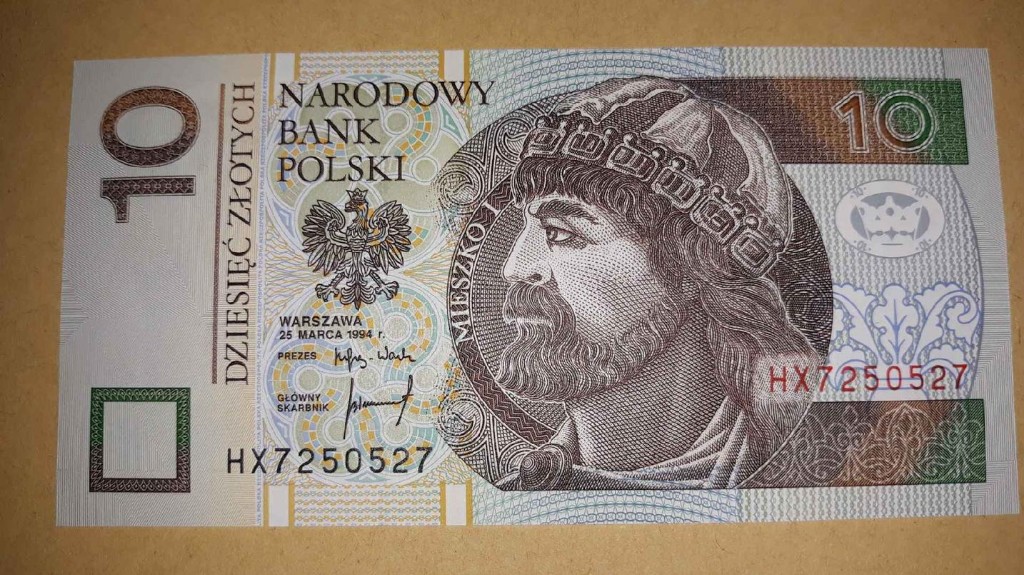 10
DZIESIĘĆ ZŁOTYCH
NARODOWY
BANK
POLSKI
WARSZAWA
25 MARCA 1994 r.
PREZES
GŁÓWNY
SKARBNIK
HX7250527
MIESZKO I
10
HX7250527